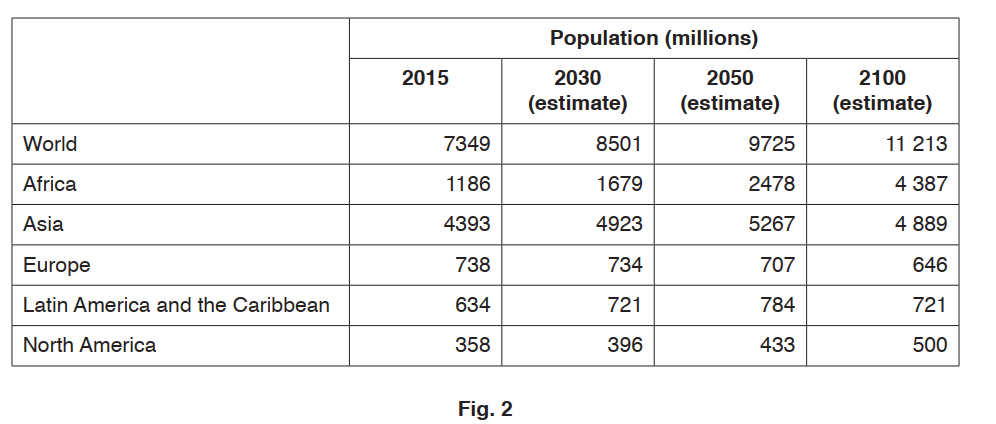 Population (millions)
2015 2030 2050 2100
(estimate) (estimate) (estimate)
World 7349 8501 9725 11 213
Africa 1186 1679 2478 4 387
Asia 4393 4923 5267 4 889
Europe 738 734 707 646
Latin America and the Caribbean 634 721 784 721
North America 358 396 433 500
Fig. 2